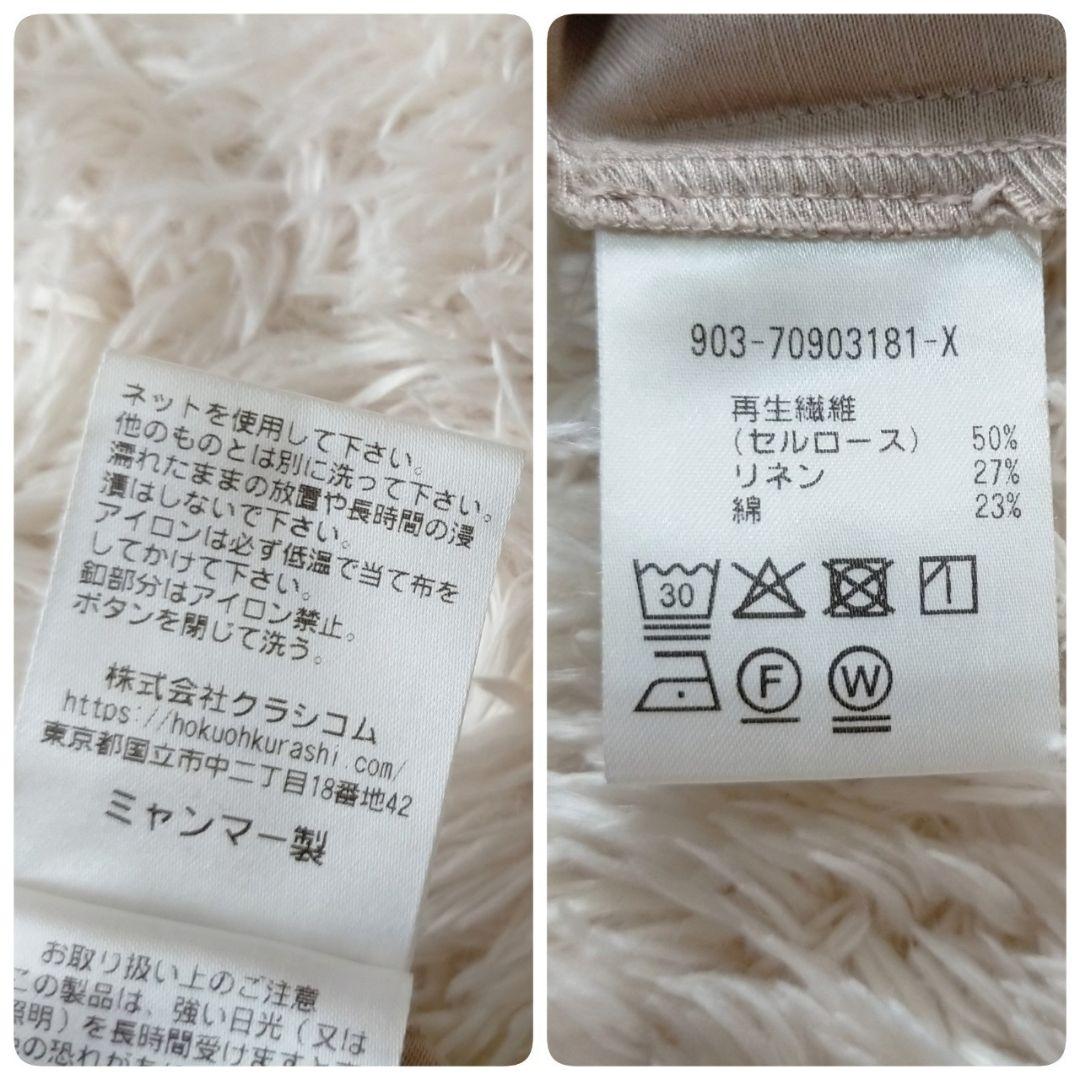 ネットを使用して下さい。
他のものとは別に洗って下さい。
濡れたままの放置や長時間の浸
漬はしないで下さい。
アイロンは必ず低温で当て布を
してかけて下さい。
釦部分はアイロン禁止。
ボタンを閉じて洗う。
株式会社クラシコム
https://hokuohkurashi.com/
東京都国立市中二丁目18番地42
ミャンマー製
お取り扱い上のご注意
この製品は、強い日光(又は
照明)を長時間受けますと
の恐れがあ
903-70903181-X
再生繊維
(セルロース) 50%
リネン 27%
綿 23%
30
F
W